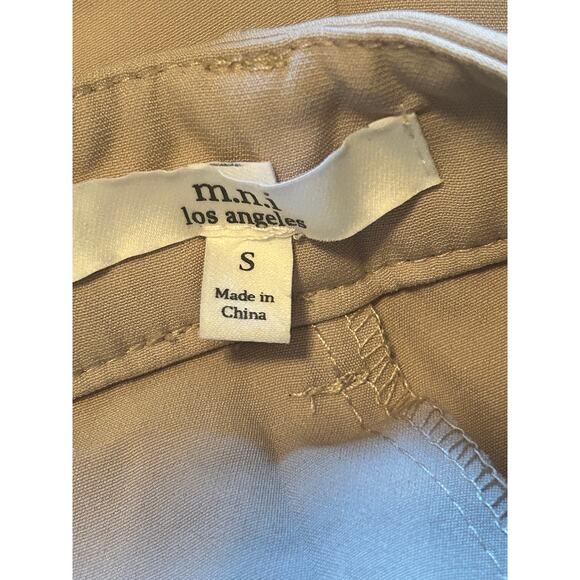 m.n.i
los angeles
S
Made in
China